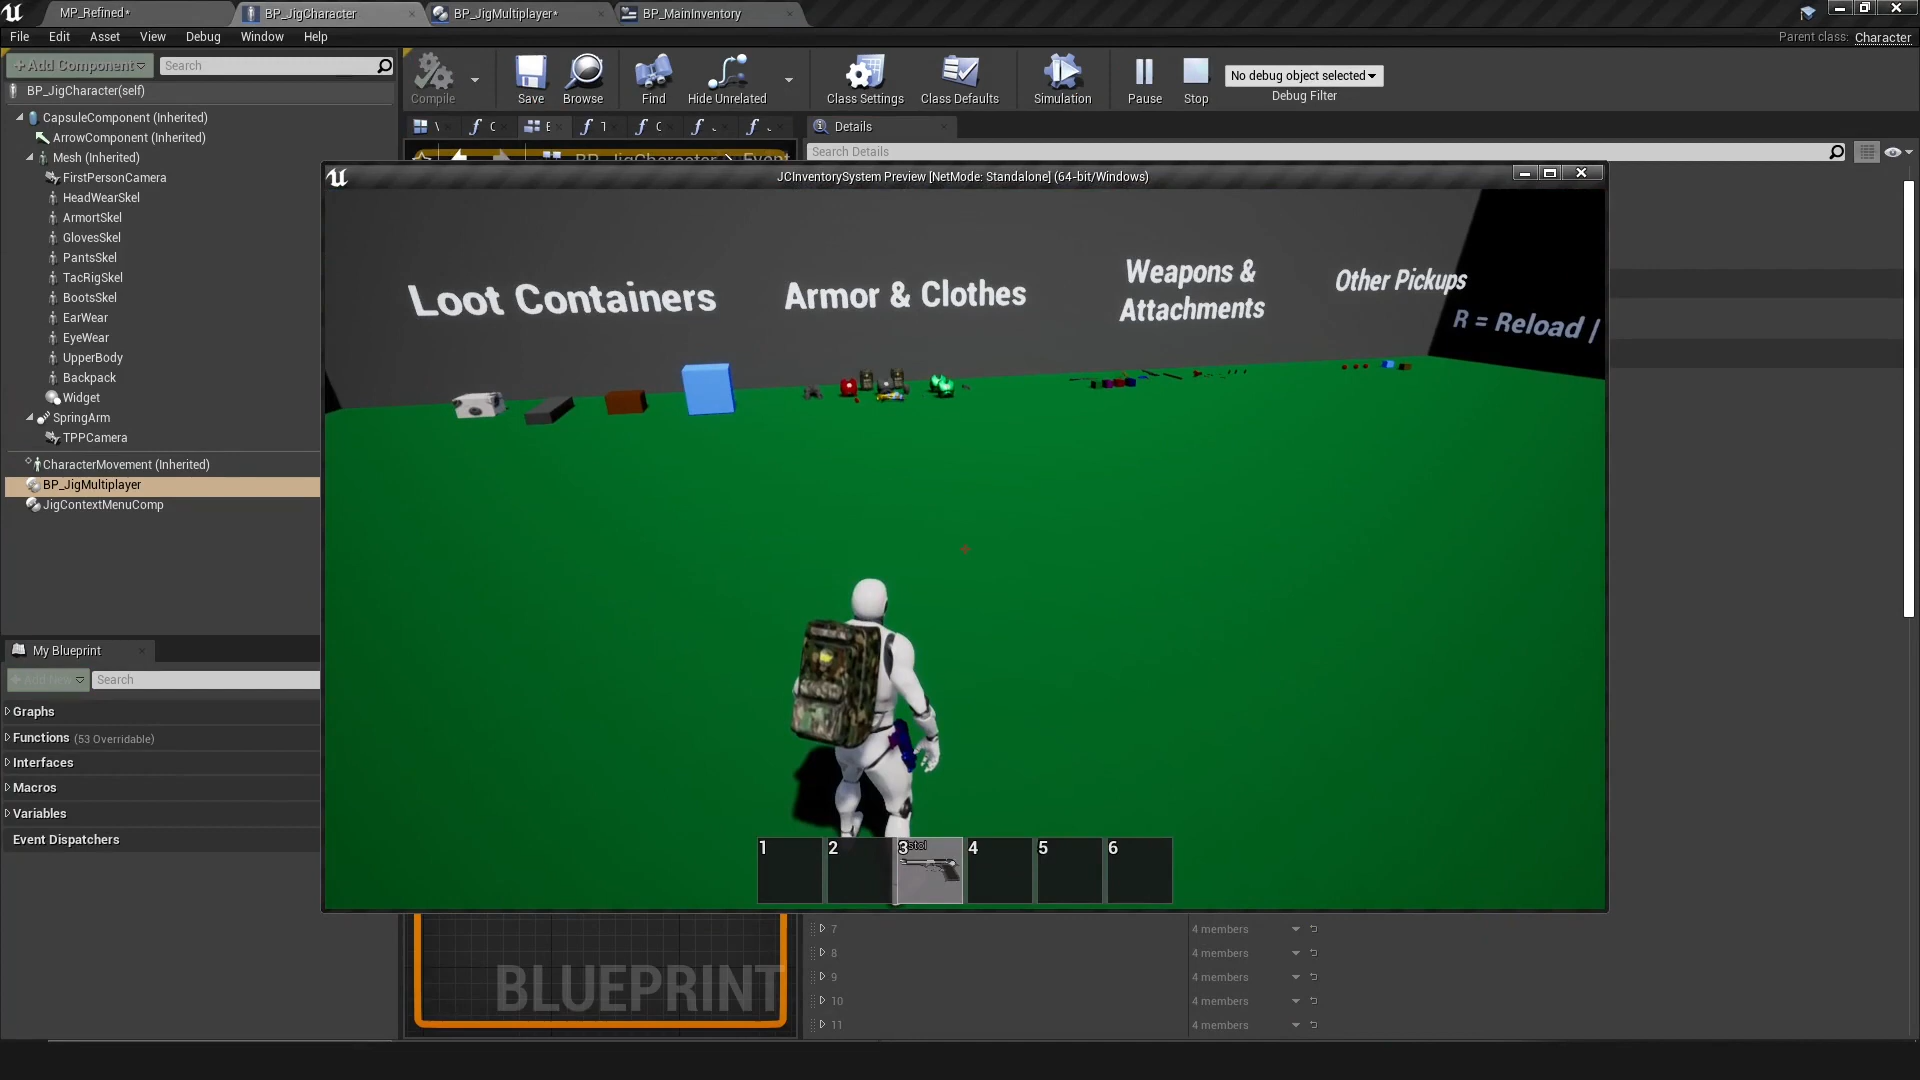 MP_Refined*
BP_JigCharacter
BP_JigMultiplayer*
BP_MainInventory
File Edit Asset View Debug Window Help
Parent class: Character
Add Component
Search
Compile
Save
Browse
Find
Hide Unrelated
Class Settings
Class Defaults
Simulation
Pause
Stop
No debug object selected
Debug Filter
BP_JigCharacter(self)
CapsuleComponent (Inherited)
ArrowComponent (Inherited)
Mesh (Inherited)
FirstPersonCamera
HeadWearSkel
ArmortSkel
GlovesSkel
PantsSkel
TacRigSkel
BootsSkel
EarWear
EyeWear
UpperBody
Backpack
Widget
SpringArm
TPPCamera
CharacterMovement (Inherited)
BP_JigMultiplayer
JigContextMenuComp
Details
Search Details
JCInventorySystem Preview [NetMode: Standalone] (64-bit/Windows)
Loot Containers
Armor & Clothes
Weapons &
Attachments
Other Pickups
R = Reload |
1 2 3 4 5 6
My Blueprint
Add New
Search
Graphs
Functions (53 Overridable)
Interfaces
Macros
Variables
Event Dispatchers
BLUEPRINT
7 4 members
8 4 members
9 4 members
10 4 members
11 4 members